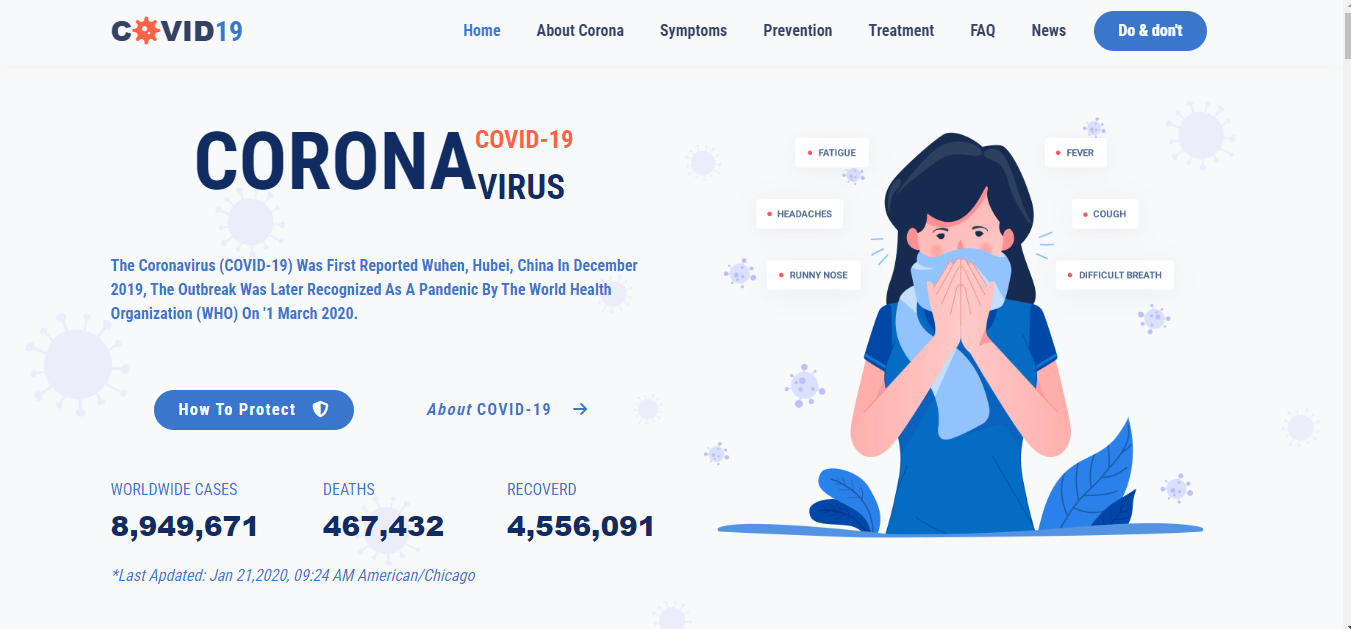 COVID19
Home About Corona Symptoms Prevention Treatment FAQ News Do & don't
CORONA COVID-19
VIRUS
The Coronavirus (COVID-19) Was First Reported Wuhen, Hubei, China In December
2019, The Outbreak Was Later Recognized As A Pandenic By The World Health
Organization (WHO) On '1 March 2020.
How To Protect
About COVID-19
WORLDWIDE CASES DEATHS RECOVERD
8,949,671 467,432 4,556,091
*Last Apdated: Jan 21,2020, 09:24 AM American/Chicago
FATIGUE
FEVER
HEADACHES
COUGH
RUNNY NOSE
DIFFICULT BREATH